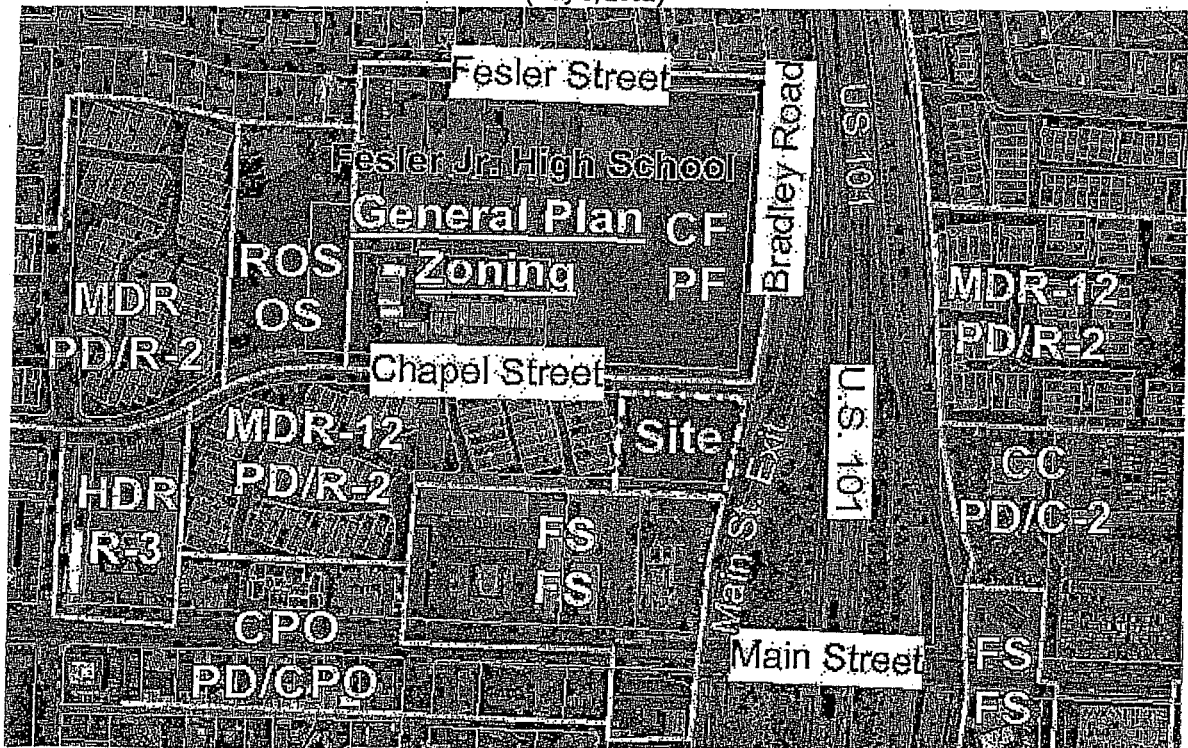 Fesler Street
Bradley Road
US 101
Fesler Jr. High School
General Plan
Zoning
CF
PF
ROS
OS
MDR
PD/R-2
MDR-12
PD/R-2
Chapel Street
MDR-12
PD/R-2
Site
U.S. 101
CC
PD/C-2
HDR
R-3
FS
FS
Main St. Exit
CPO
PD/CPO
Main Street
FS
FS